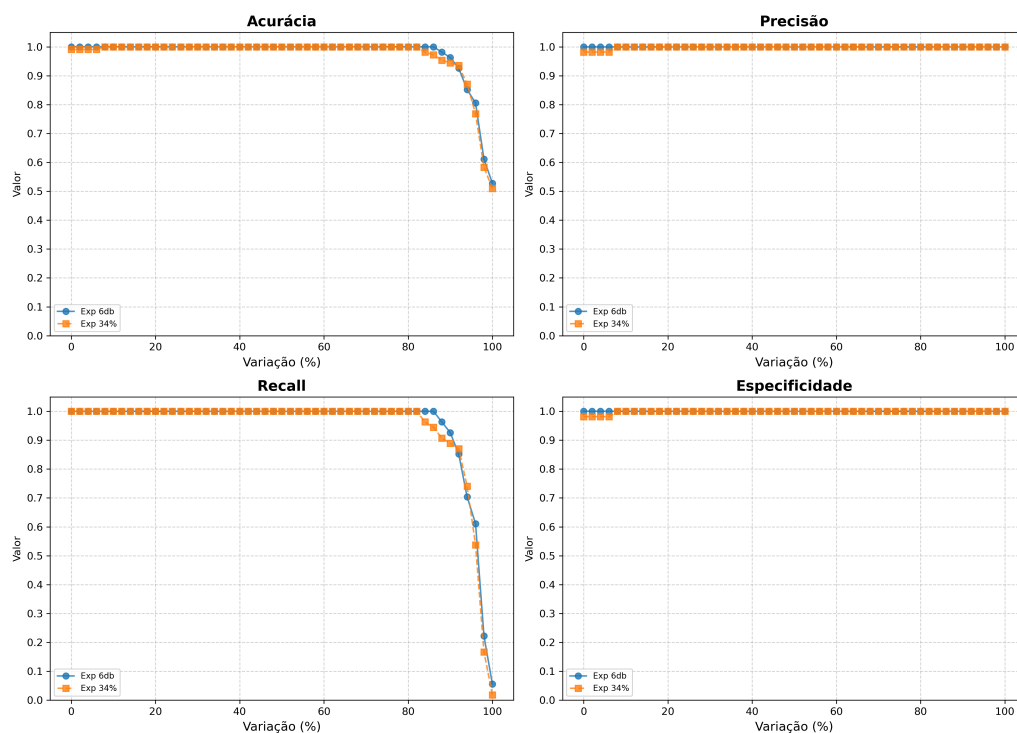 Acurácia
1.0
0.9
0.8
0.7
0.6
0.5
0.4
0.3
0.2
0.1
0.0
Valor
Exp 6db
Exp 34%
0 20 40 60 80 100
Variação (%)
Precisão
1.0
0.9
0.8
0.7
0.6
0.5
0.4
0.3
0.2
0.1
0.0
Valor
Exp 6db
Exp 34%
0 20 40 60 80 100
Variação (%)
Recall
1.0
0.9
0.8
0.7
0.6
0.5
0.4
0.3
0.2
0.1
0.0
Valor
Exp 6db
Exp 34%
0 20 40 60 80 100
Variação (%)
Especificidade
1.0
0.9
0.8
0.7
0.6
0.5
0.4
0.3
0.2
0.1
0.0
Valor
Exp 6db
Exp 34%
0 20 40 60 80 100
Variação (%)